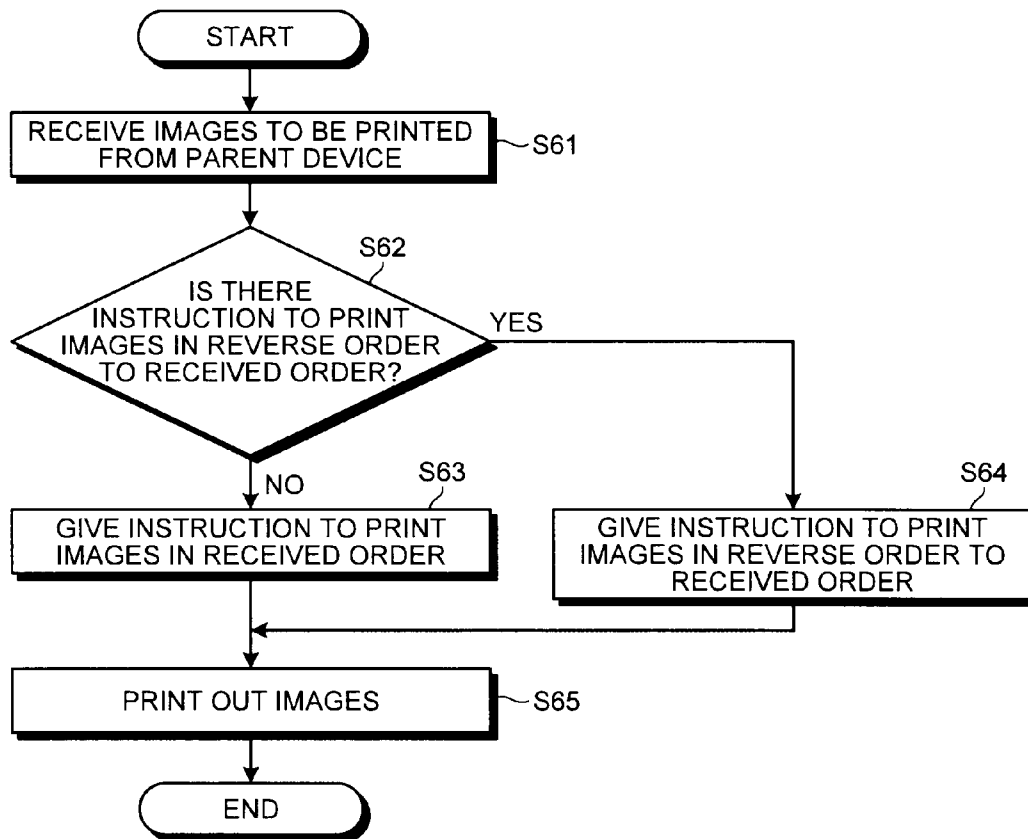 START
RECEIVE IMAGES TO BE PRINTED
FROM PARENT DEVICE
S61
S62
IS THERE
INSTRUCTION TO PRINT
IMAGES IN REVERSE ORDER
TO RECEIVED ORDER?
YES
NO
S63
GIVE INSTRUCTION TO PRINT
IMAGES IN RECEIVED ORDER
S64
GIVE INSTRUCTION TO PRINT
IMAGES IN REVERSE ORDER TO
RECEIVED ORDER
PRINT OUT IMAGES
S65
END